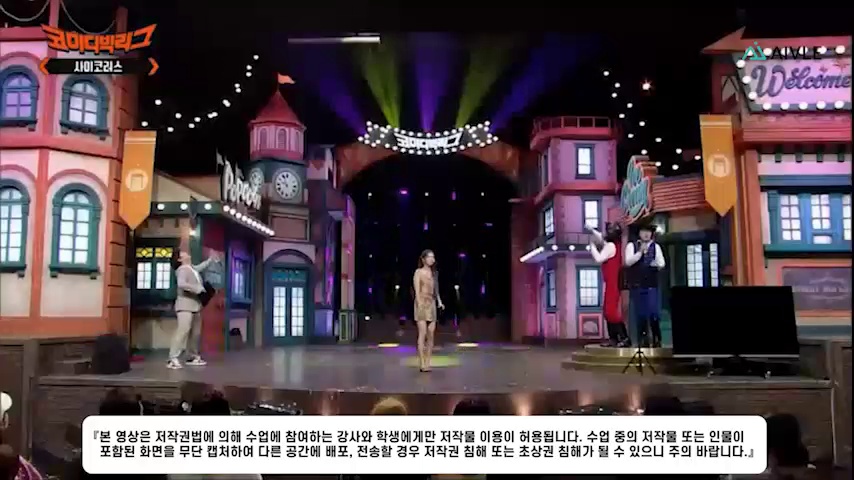 코미디빅리그
사이코러스
AIVLE
Welcome
코미디빅리그
Popcorn
『본 영상은 저작권법에 의해 수업에 참여하는 강사와 학생에게만 저작물 이용이 허용됩니다. 수업 중의 저작물 또는 인물이
포함된 화면을 무단 캡처하여 다른 공간에 배포, 전송할 경우 저작권 침해 또는 초상권 침해가 될 수 있으니 주의 바랍니다.』